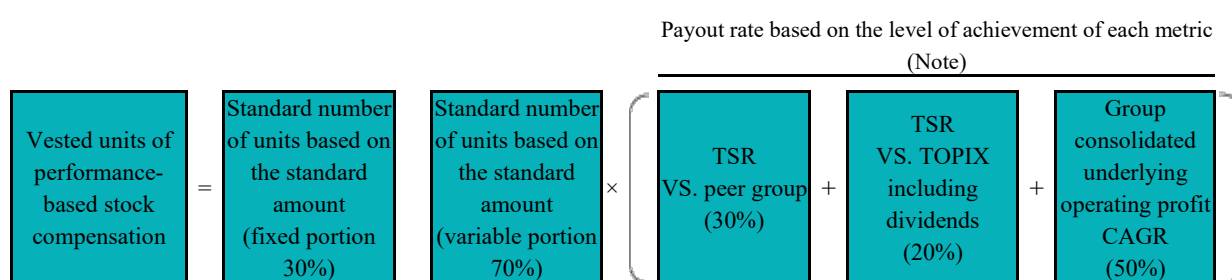 Payout rate based on the level of achievement of each metric
(Note)
Vested units of
performance-
based stock
compensation
=
Standard number
of units based on
the standard
amount
(fixed portion
30%)
Standard number
of units based on
the standard
amount
(variable portion
70%)
×
TSR
VS. peer group
(30%)
+
TSR
VS. TOPIX
including
dividends
(20%)
+
Group
consolidated
underlying
operating profit
CAGR
(50%)